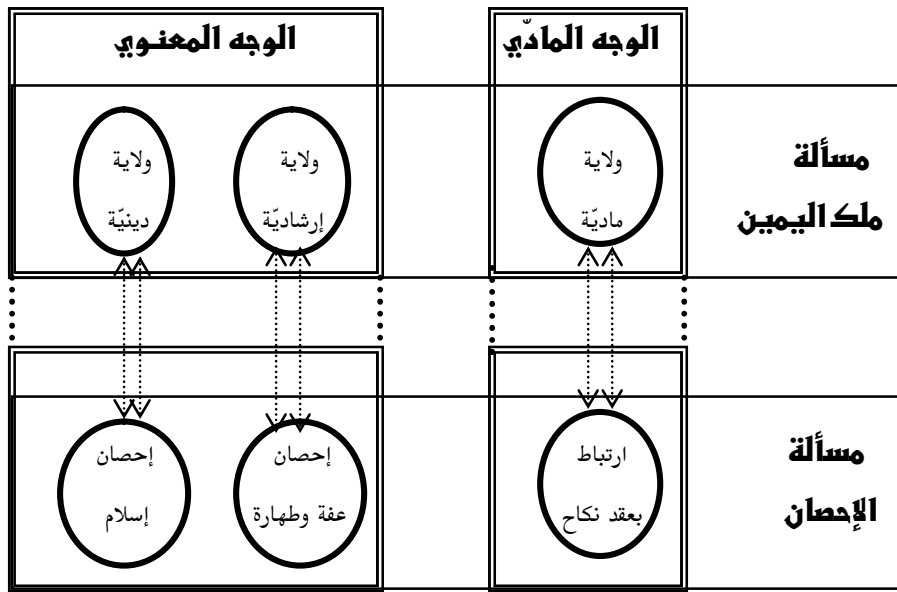 الوجه المادّي
الوجه المعنوي
مسألة
ملك اليمين
ولاية
ماديّة
ولاية
إرشاديّة
ولاية
دينيّة
مسألة
الإحصان
ارتباط
بعقد نكاح
إحصان
عفة وطهارة
إحصان
إسلام